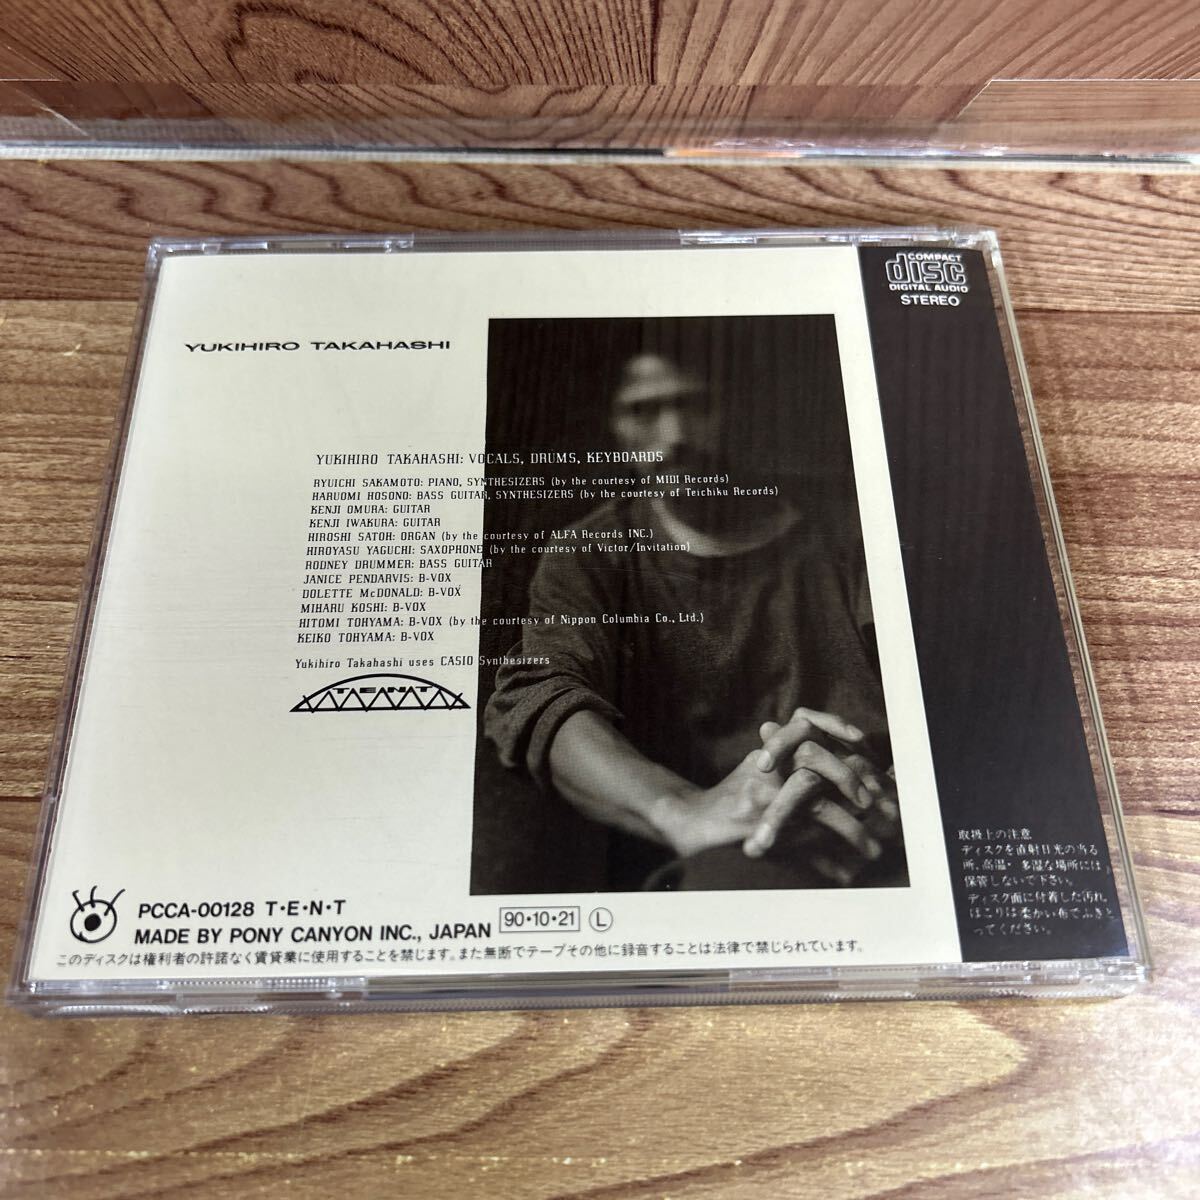 COMPACT
disc
DIGITAL AUDIO
STEREO
YUKIHIRO TAKAHASHI
YUKIHIRO TAKAHASHI: VOCALS, DRUMS, KEYBOARDS
RYUICHI SAKAMOTO: PIANO, SYNTHESIZERS (by the courtesy of MIDI Records)
HARUOMI HOSONO: BASS GUITAR, SYNTHESIZERS (by the courtesy of Teichiku Records)
KENJI OMURA: GUITAR
KENJI IWAKURA: GUITAR
HIROSHI SATOH: ORGAN (by the courtesy of ALFA Records INC.)
HIROYASU YAGUCHI: SAXOPHONE (by the courtesy of Victor/Invitation)
RODNEY DRUMMER: BASS GUITAR
JANICE PENDARVIS: B-VOX
DOLETTE McDONALD: B-VOX
MIHARU KOSHI: B-VOX
HITOMI TOHYAMA: B-VOX (by the courtesy of Nippon Columbia Co., Ltd.)
KEIKO TOHYAMA: B-VOX
Yukihiro Takahashi uses CASIO Synthesizers
TENT
取扱上の注意
ディスクを直射日光の当る
所、高温・多湿な場所には
保管しないで下さい。
ディスク面に付着した汚れ、
ほこりは柔かい布でふきと
ってください。
PCCA-00128 T・E・N・T
MADE BY PONY CANYON INC., JAPAN 90・10・21 L
このディスクは権利者の許諾なく賃貸業に使用することを禁じます。また無断でテープその他に録音することは法律で禁じられています。